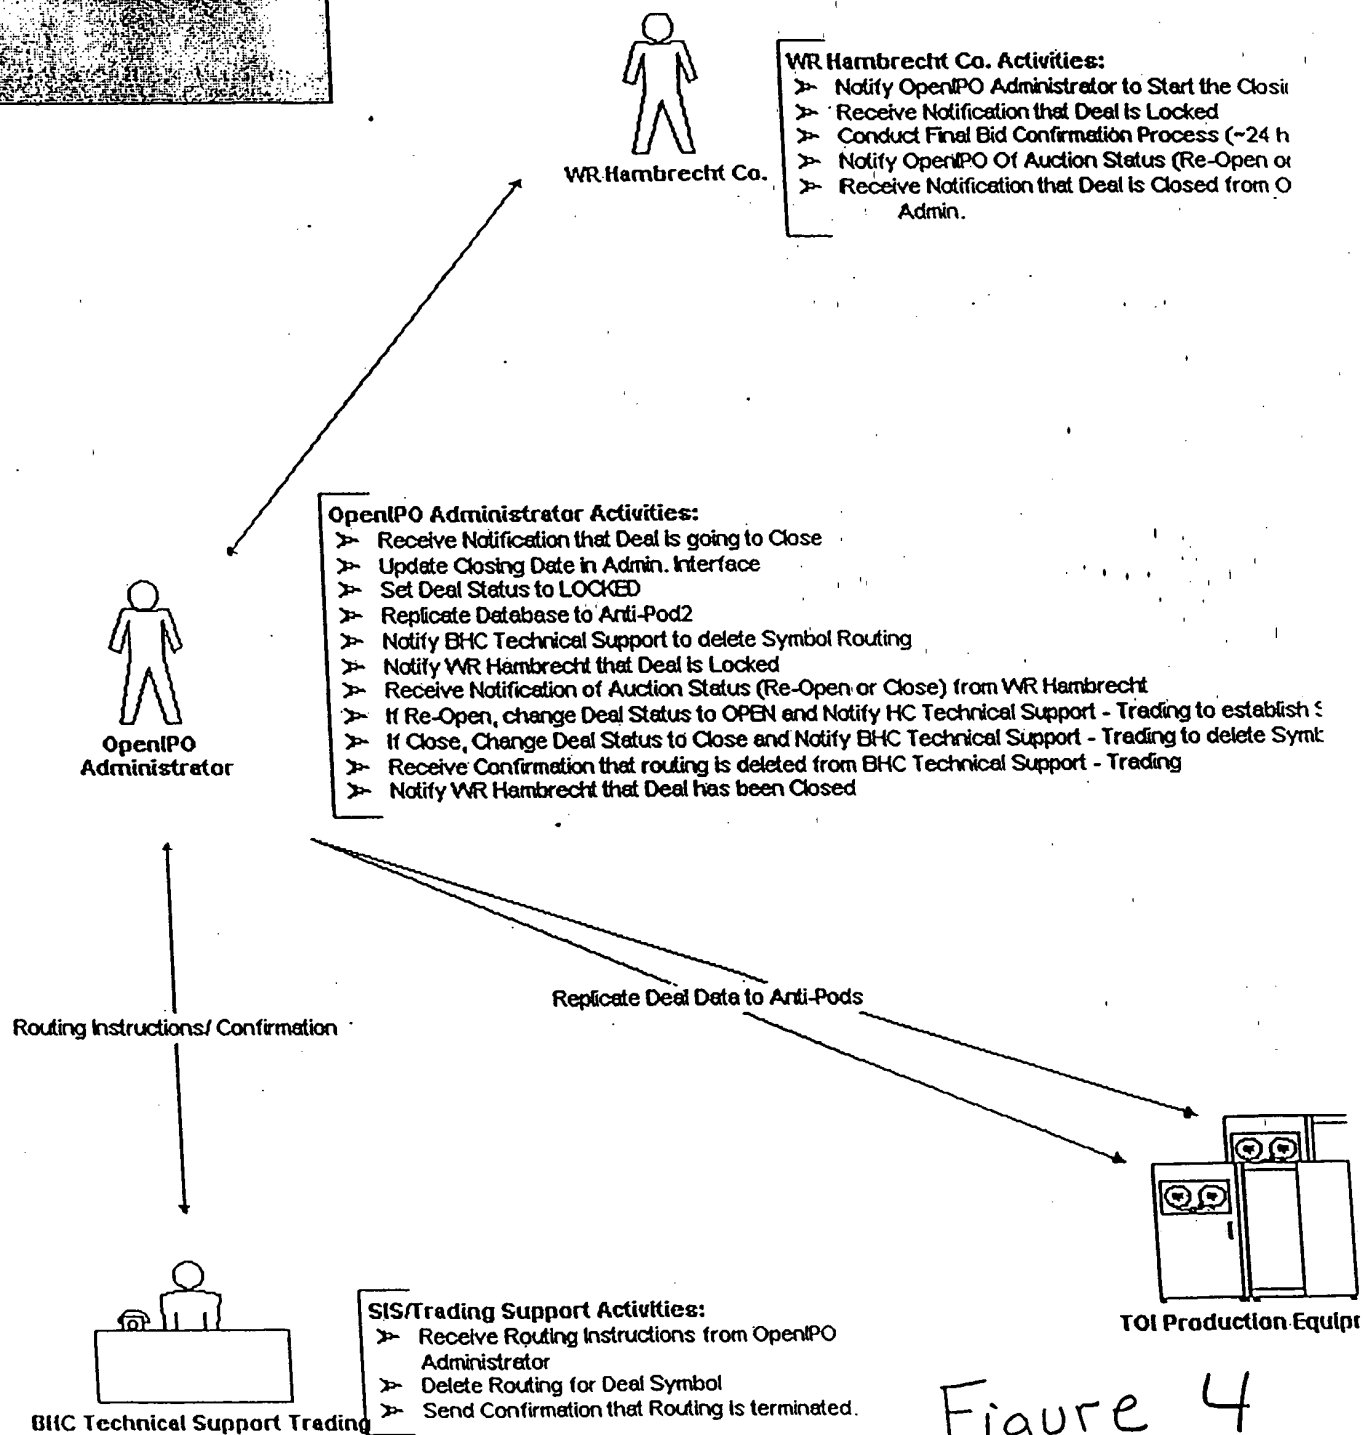 WR Hambrecht Co. Activities:
➢ Notify OpenIPO Administrator to Start the
➢ Receive Notification that Deal is Locked
➢ Conduct Final Bid Confirmation Process (~24 h
➢ Notify OpenIPO Of Auction Status (Re-Open or
➢ Receive Notification that Deal is Closed from O
Admin.
WR Hambrecht Co.
OpenIPO Administrator Activities:
➢ Receive Notification that Deal is going to Close
➢ Update Closing Date in Admin. Interface
➢ Set Deal Status to LOCKED
➢ Replicate Database to Anti-Pod2
➢ Notify BHC Technical Support to delete Symbol Routing
➢ Notify WR Hambrecht that Deal is Locked
➢ Receive Notification of Auction Status (Re-Open or Close) from WR Hambrecht
➢ If Re-Open, change Deal Status to OPEN and Notify HC Technical Support - Trading to establish
➢ If Close, Change Deal Status to Close and Notify BHC Technical Support - Trading to delete
➢ Receive Confirmation that routing is deleted from BHC Technical Support - Trading
➢ Notify WR Hambrecht that Deal has been Closed
OpenIPO
Administrator
Replicate Deal Data to Anti-Pods
Routing Instructions/ Confirmation
TOI Production
SIS/Trading Support Activities:
➢ Receive Routing Instructions from OpenIPO
Administrator
➢ Delete Routing for Deal Symbol
➢ Send Confirmation that Routing is terminated.
BHC Technical Support Trading
Figure 4